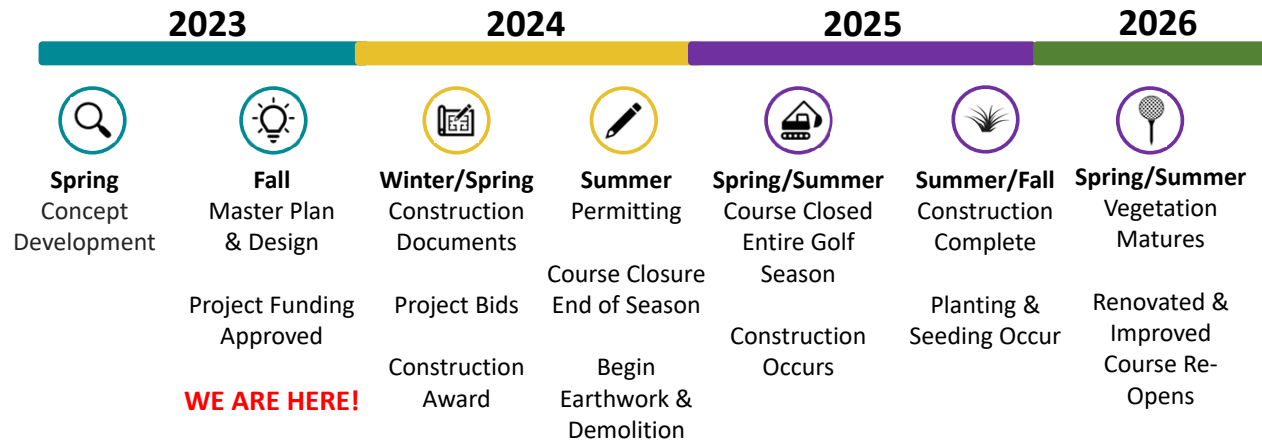 2023
2024
2025
2026
Spring
Concept
Development
Fall
Master Plan
& Design
Project Funding
Approved
WE ARE HERE!
Winter/Spring
Construction
Documents
Project Bids
Construction
Award
Summer
Permitting
Course Closure
End of Season
Begin
Earthwork &
Demolition
Spring/Summer
Course Closed
Entire Golf
Season
Construction
Occurs
Summer/Fall
Construction
Complete
Planting &
Seeding Occur
Spring/Summer
Vegetation
Matures
Renovated &
Improved
Course Re-
Opens